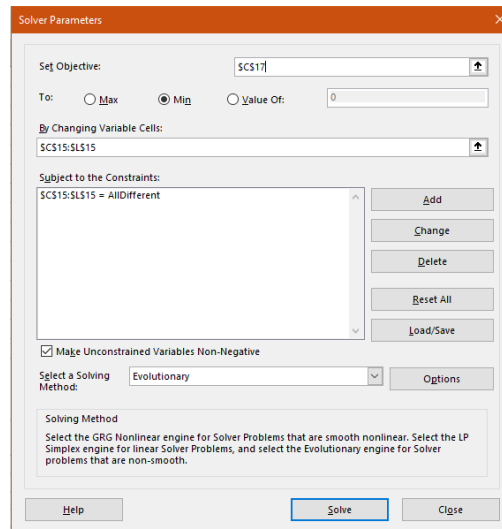 Solver Parameters
Set Objective:
$C$17
To:
Max
Min
Value Of:
0
By Changing Variable Cells:
$C$15:$L$15
Subject to the Constraints:
$C$15:$L$15 = AllDifferent
Add
Change
Delete
Reset All
Load/Save
Make Unconstrained Variables Non-Negative
Select a Solving
Method:
Evolutionary
Options
Solving Method
Select the GRG Nonlinear engine for Solver Problems that are smooth nonlinear. Select the LP
Simplex engine for linear Solver Problems, and select the Evolutionary engine for Solver
problems that are non-smooth.
Help
Solve
Close